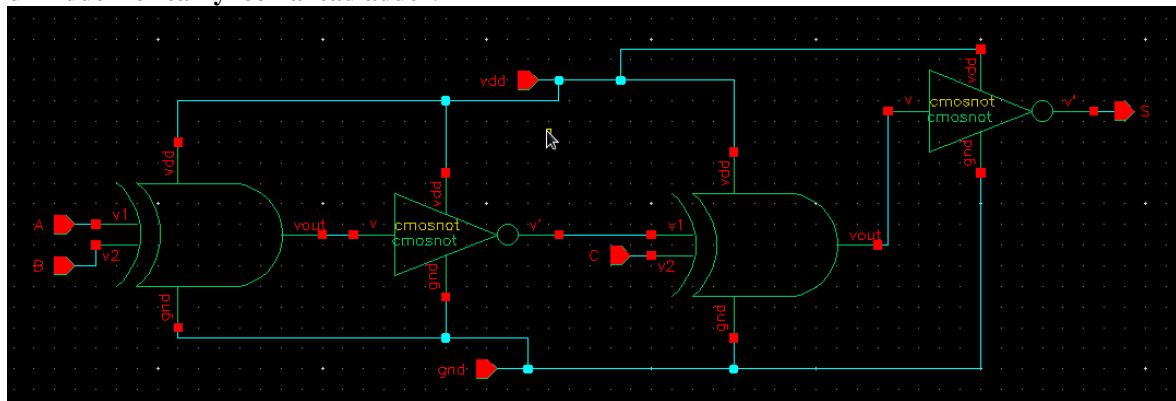 vdd
vdd
cmosnot
cmosnot
v
v'
S
gnd
vdd
vdd
vdd
A
v1
B
v2
vout
v
cmosnot
cmosnot
v'
v1
C
v2
vout
gnd
gnd
gnd
gnd